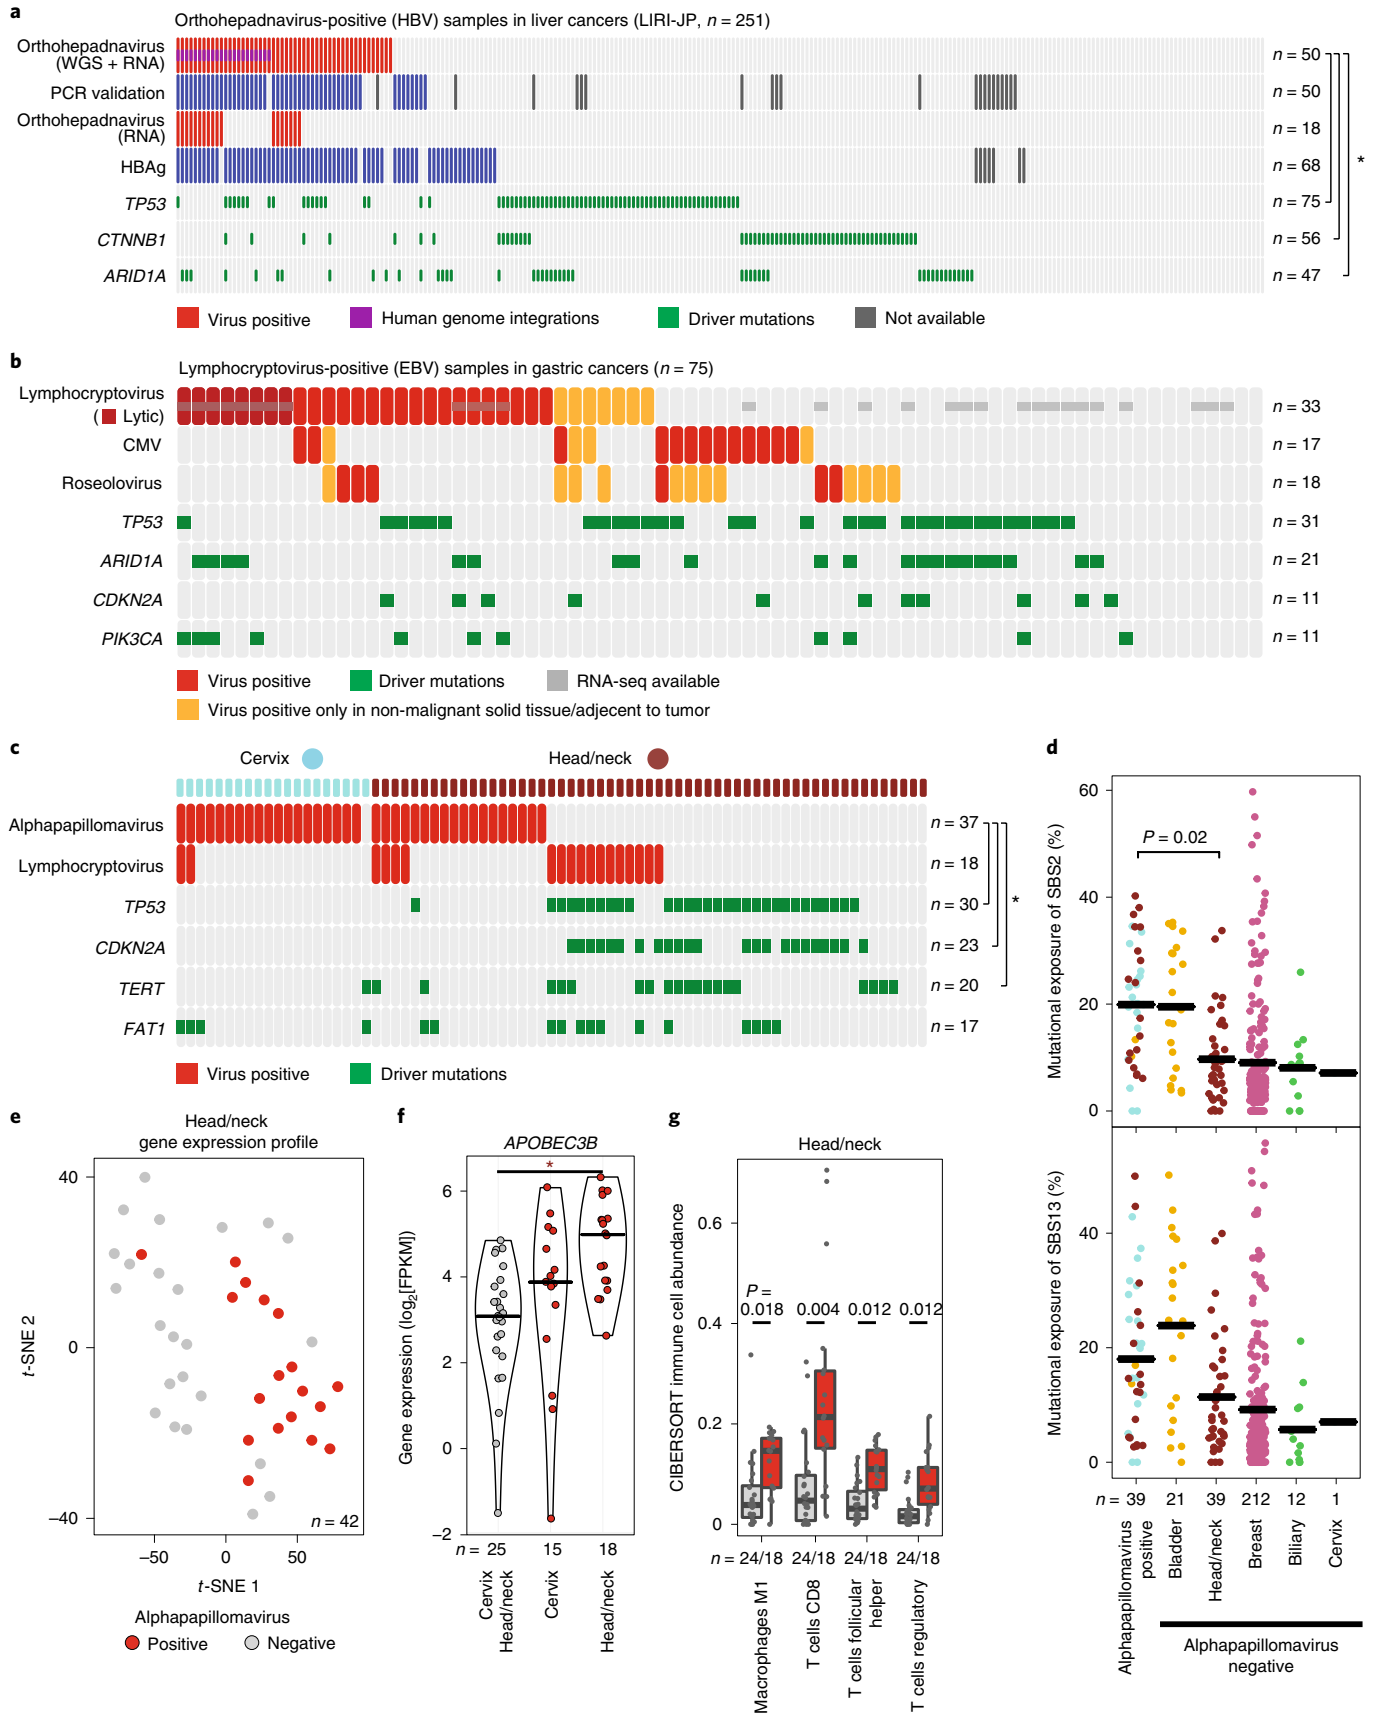 a
Orthohepadnavirus-positive (HBV) samples in liver cancers (LIRI-JP, n = 251)
Orthohepadnavirus
(WGS + RNA)
n = 50
PCR validation
n = 50
Orthohepadnavirus
(RNA)
n = 18
HBAg
n = 68
*
TP53
n = 75
CTNNB1
n = 56
ARID1A
n = 47
Virus positive
Human genome integrations
Driver mutations
Not available
b
Lymphocryptovirus-positive (EBV) samples in gastric cancers (n = 75)
Lymphocryptovirus
( Lytic)
n = 33
CMV
n = 17
Roseolovirus
n = 18
TP53
n = 31
ARID1A
n = 21
CDKN2A
n = 11
PIK3CA
n = 11
Virus positive
Driver mutations
RNA-seq available
Virus positive only in non-malignant solid tissue/adjecent to tumor
c
Cervix
Head/neck
Alphapapillomavirus
n = 37
Lymphocryptovirus
n = 18
TP53
n = 30
*
CDKN2A
n = 23
TERT
n = 20
FAT1
n = 17
Virus positive
Driver mutations
d
Mutational exposure of SBS2 (%)
60
40
20
0
P = 0.02
Mutational exposure of SBS13 (%)
40
20
0
n = 39 21 39 212 12 1
Alphapapillomavirus
positive
Bladder
Head/neck
Breast
Biliary
Cervix
Alphapapillomavirus
negative
e
Head/neck
gene expression profile
t-SNE 2
40
0
−40
n = 42
−50 0 50
t-SNE 1
Alphapapillomavirus
Positive
Negative
f
APOBEC3B
*
Gene expression (log2[FPKM])
6
4
2
0
−2
n = 25 15 18
Cervix
Head/neck
Cervix
Head/neck
g
Head/neck
CIBERSORT immune cell abundance
0.6
0.4
0.2
0
P =
0.018 0.004 0.012 0.012
n = 24/18 24/18 24/18 24/18
Macrophages M1
T cells CD8
T cells follicular
helper
T cells regulatory